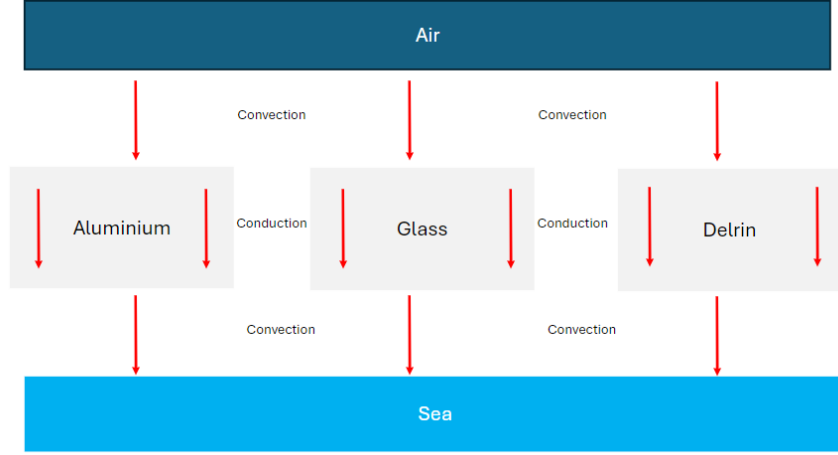 Air
Convection
Convection
Aluminium
Conduction
Glass
Conduction
Delrin
Convection
Convection
Sea